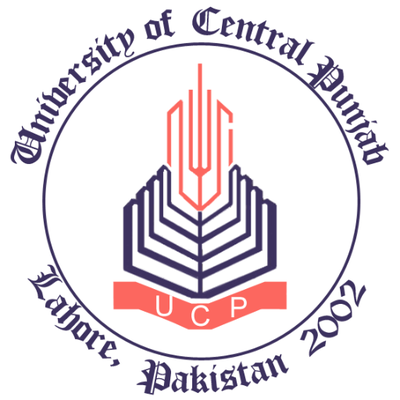 University of Central Punjab
UCP
Lahore, Pakistan 2002